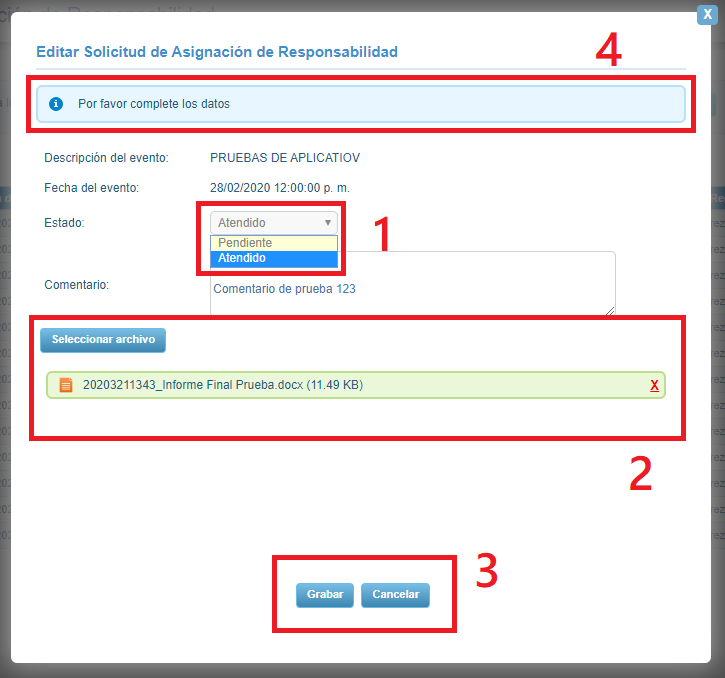 X
Editar Solicitud de Asignación de Responsabilidad
4
Por favor complete los datos
Descripción del evento: PRUEBAS DE APLICATIOV
Fecha del evento: 28/02/2020 12:00:00 p. m.
Estado: Atendido
Pendiente
Atendido
1
Comentario: Comentario de prueba 123
Seleccionar archivo
20203211343_Informe Final Prueba.docx (11.49 KB) X
2
3
Grabar Cancelar